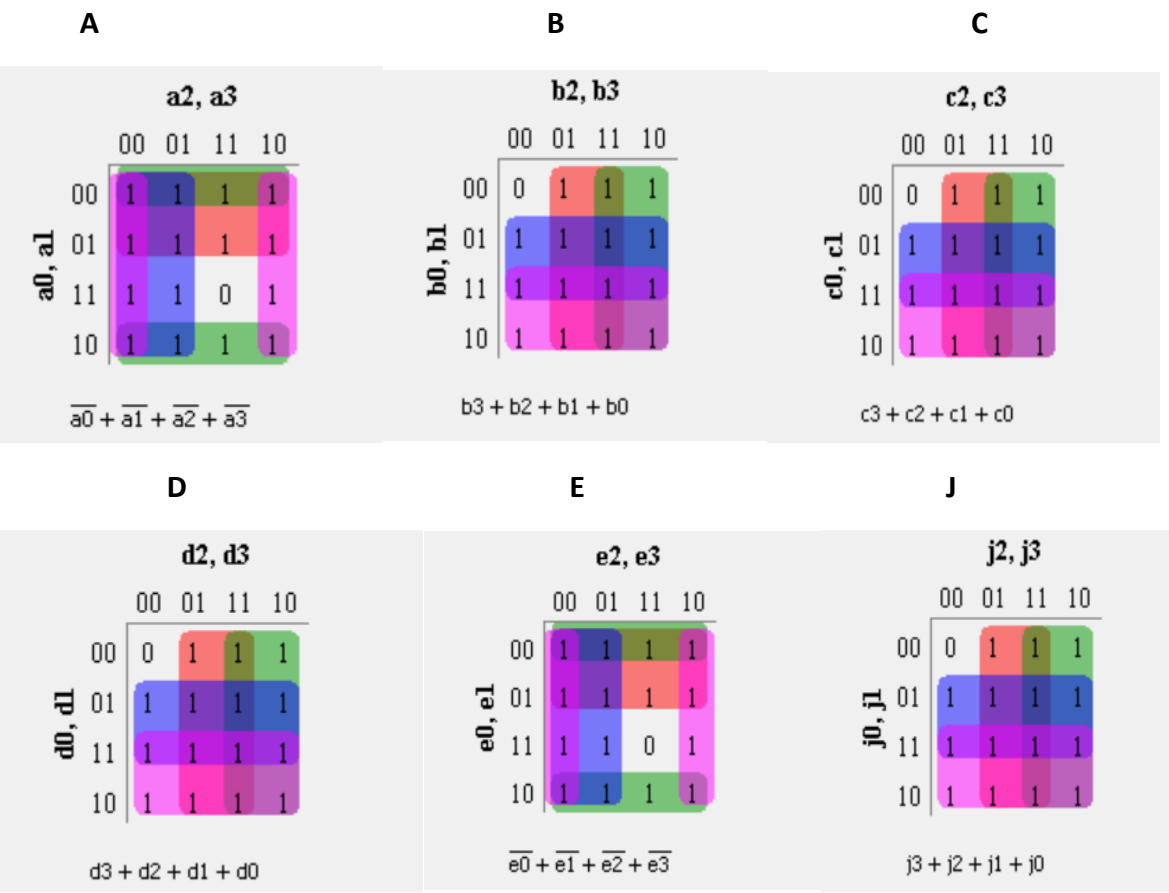 A
B
C
a2, a3
b2, b3
c2, c3
00 01 11 10
00 01 11 10
00 01 11 10
a0, a1
00 1 1 1 1
01 1 1 1 1
11 1 1 0 1
10 1 1 1 1
b0, b1
00 0 1 1 1
01 1 1 1 1
11 1 1 1 1
10 1 1 1 1
c0, c1
00 0 1 1 1
01 1 1 1 1
11 1 1 1 1
10 1 1 1 1
a̅0̅ + a̅1̅ + a̅2̅ + a̅3̅
b3 + b2 + b1 + b0
c3 + c2 + c1 + c0
D
E
J
d2, d3
e2, e3
j2, j3
00 01 11 10
00 01 11 10
00 01 11 10
d0, d1
00 0 1 1 1
01 1 1 1 1
11 1 1 1 1
10 1 1 1 1
e0, e1
00 1 1 1 1
01 1 1 1 1
11 1 1 0 1
10 1 1 1 1
j0, j1
00 0 1 1 1
01 1 1 1 1
11 1 1 1 1
10 1 1 1 1
d3 + d2 + d1 + d0
e̅0̅ + e̅1̅ + e̅2̅ + e̅3̅
j3 + j2 + j1 + j0